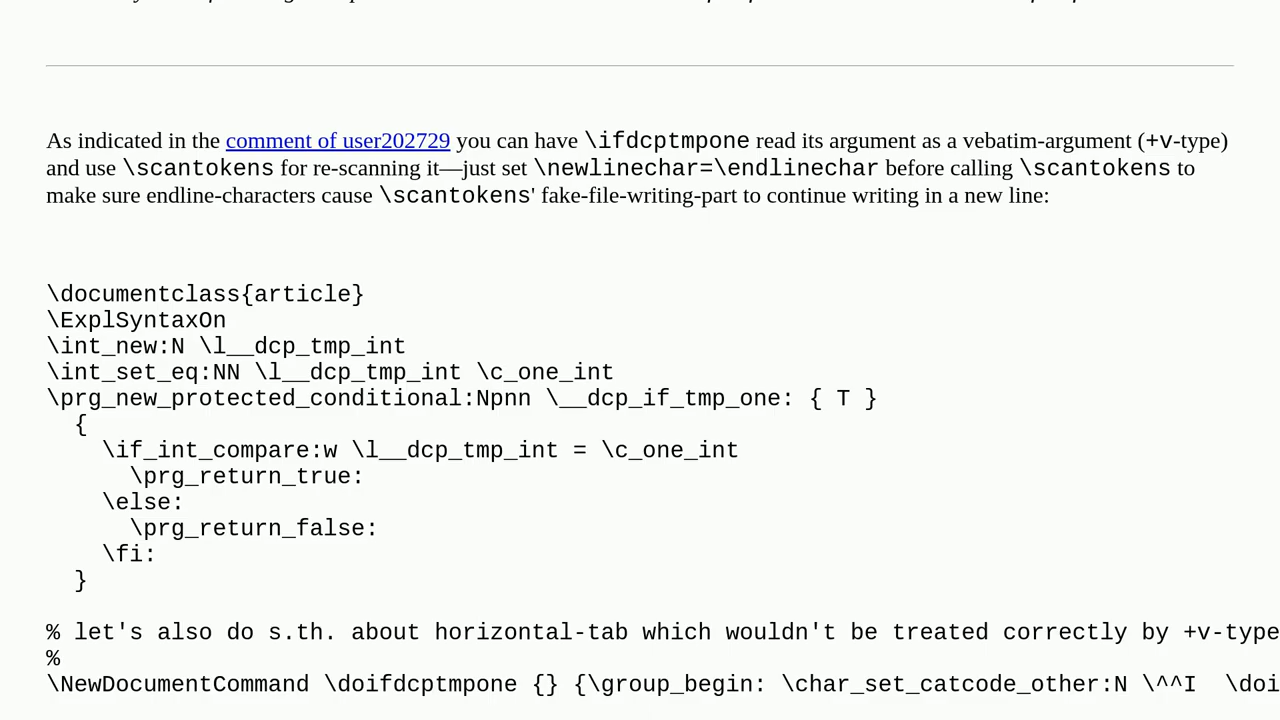 As indicated in the comment of user202729 you can have \ifdcptmpone read its argument as a vebatim-argument (+v-type)
and use \scantokens for re-scanning it—just set \newlinechar=\endlinechar before calling \scantokens to
make sure endline-characters cause \scantokens' fake-file-writing-part to continue writing in a new line:
\documentclass{article}
\ExplSyntaxOn
\int_new:N \l__dcp_tmp_int
\int_set_eq:NN \l__dcp_tmp_int \c_one_int
\prg_new_protected_conditional:Npnn \__dcp_if_tmp_one: { T }
  {
    \if_int_compare:w \l__dcp_tmp_int = \c_one_int
      \prg_return_true:
    \else:
      \prg_return_false:
    \fi:
  }
% let's also do s.th. about horizontal-tab which wouldn't be treated correctly by +v-type
%
\NewDocumentCommand \doifdcptmpone {} {\group_begin: \char_set_catcode_other:N \^^I  \doi